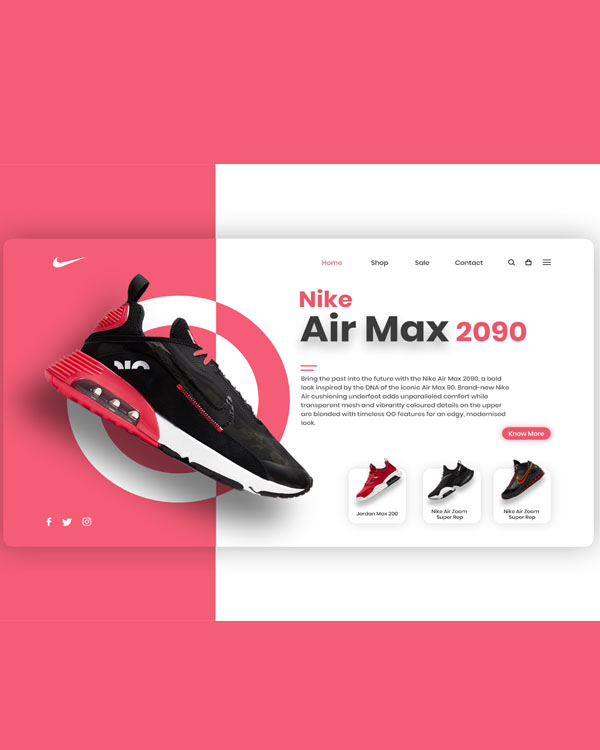 Home Shop Sale Contact
Nike
Air Max 2090
Bring the past into the future with the Nike Air Max 2090, a bold
look inspired by the DNA of the iconic Air Max 90. Brand-new Nike
Air cushioning underfoot adds unparalleled comfort while
transparent mesh and vibrantly coloured details on the upper
are blended with timeless OG features for an edgy, modernised
look.
Know More
Jordan Max 200
Nike Air Zoom
Super Rep
Nike Air Zoom
Super Rep